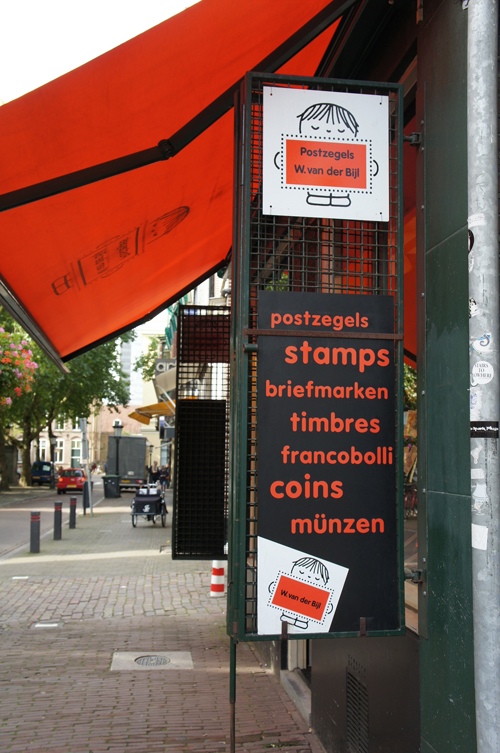 Postzegels
W. van der Bijl
postzegels
stamps
briefmarken
timbres
francobolli
coins
münzen
W. van der Bijl